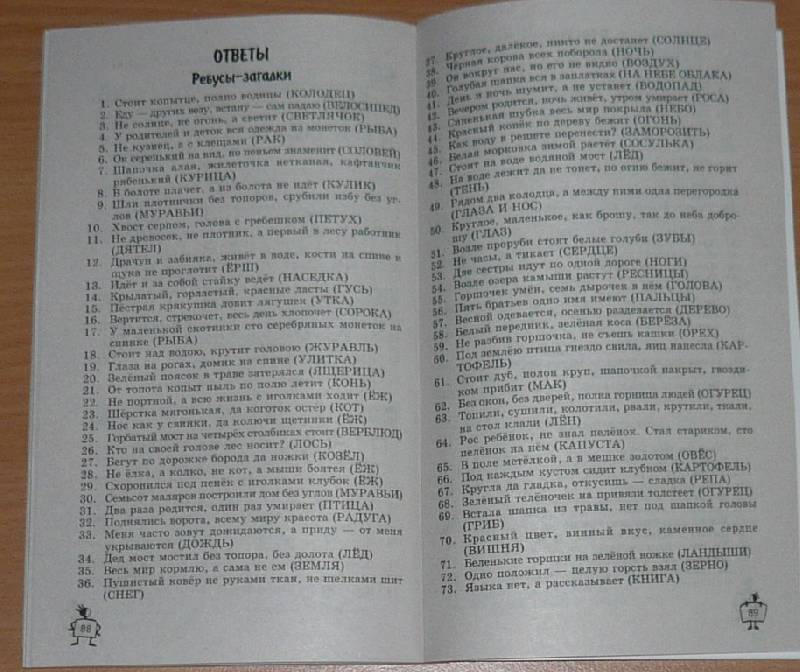 ОТВЕТЫ
Ребусы-загадки
1. Стоит копытце, полно водицы (КОЛОДЕЦ)
2. Еду — других везу, встану — сам падаю (ВЕЛОСИПЕД)
3. Не солнце, не огонь, а светит (СВЕТЛЯЧОК)
4. У родителей и деток вся одежда из монеток (РЫБА)
5. Не кузнец, а с клещами (РАК)
6. Он серенький на вид, но пеньем знаменит (СОЛОВЕЙ)
7. Шапочка алая, жилеточка нетканая, кафтанчик
рябенький (КУРИЦА)
8. В болоте плачет, а из болота не идёт (КУЛИК)
9. Шли плотнички без топоров, срубили избу без уг-
лов (МУРАВЬИ)
10. Хвост серпом, голова с гребешком (ПЕТУХ)
11. Не дровосек, не плотник, а первый в лесу работник
(ДЯТЕЛ)
12. Драчун и забияка, живёт в воде, кости на спине и
щука не проглотит (ЁРШ)
13. Идёт и за собой стайку ведёт (НАСЕДКА)
14. Крылатый, горластый, красные ласты (ГУСЬ)
15. Пёстрая крякушка ловит лягушек (УТКА)
16. Вертится, стрекочет, весь день хлопочет (СОРОКА)
17. У маленькой скотинки сто серебряных монеток на
спинке (РЫБА)
18. Стоит над водою, крутит головою (ЖУРАВЛЬ)
19. Глаза на рогах, домик на спине (УЛИТКА)
20. Зелёный поясок в траве затерялся (ЯЩЕРИЦА)
21. От топота копыт пыль по полю летит (КОНЬ)
22. Не портной, а всю жизнь с иголками ходит (ЁЖ)
23. Шёрстка мягонькая, да коготок остёр (КОТ)
24. Нос как у свинки, да колючи щетинки (ЁЖ)
25. Горбатый мост на четырёх столбиках стоит (ВЕРБЛЮД)
26. Кто на своей голове лес носит? (ЛОСЬ)
27. Бегут по дорожке борода да ножки (КОЗЁЛ)
28. Не ёлка, а колко, не кот, а мыши боятся (ЁЖ)
29. Схоронился под пенёк с иголками клубок (ЁЖ)
30. Семьсот маляров построили дом без углов (МУРАВЬИ)
31. Два раза родится, один раз умирает (ПТИЦА)
32. Поднялись ворота, всему миру красота (РАДУГА)
33. Меня часто зовут дожидаются, а приду — от меня
укрываются (ДОЖДЬ)
34. Дед мост мостил без топора, без долота (ЛЁД)
35. Весь мир кормлю, а сама не ем (ЗЕМЛЯ)
36. Пушистый ковёр не руками ткан, не шелками шит
(СНЕГ)
88
37. Круглое, далёкое, никто не достанет (СОЛНЦЕ)
38. Чёрная корова всех поборола (НОЧЬ)
39. Он вокруг нас, но его не видно (ВОЗДУХ)
40. Голубая шапка вся в заплатках (НА НЕБЕ ОБЛАКА)
41. День и ночь шумит, а не устанет (ВОДОПАД)
42. Вечером родится, ночь живёт, утром умирает (РОСА)
43. Синенькая шубка весь мир покрыла (НЕБО)
44. Красный конёк по дереву бежит (ОГОНЬ)
45. Как воду в решете перенести? (ЗАМОРОЗИТЬ)
46. Белая морковка зимой растёт (СОСУЛЬКА)
47. Стоит на воде водяной мост (ЛЁД)
48. На воде лежит да не тонет, по огню бежит, не горит
(ТЕНЬ)
49. Рядом два колодца, а между ними одна перегородка
(ГЛАЗА И НОС)
50. Круглое, маленькое, как брошу, так до неба добро-
шу (ГЛАЗ)
51. Возле проруби стоят белые голуби (ЗУБЫ)
52. Не часы, а тикает (СЕРДЦЕ)
53. Две сестры идут по одной дороге (НОГИ)
54. Возле озера камыши растут (РЕСНИЦЫ)
55. Горшочек умён, семь дырочек в нём (ГОЛОВА)
56. Пять братьев одно имя имеют (ПАЛЬЦЫ)
57. Весной одевается, осенью раздевается (ДЕРЕВО)
58. Белый передник, зелёная коса (БЕРЁЗА)
59. Не разбив горшочка, не съешь кашки (ОРЕХ)
60. Под землёю птица гнездо свила, яиц нанесла (КАР-
ТОФЕЛЬ)
61. Стоит дуб, полон круп, шапочкой накрыт, гвозди-
ком прибит (МАК)
62. Без окон, без дверей, полна горница людей (ОГУРЕЦ)
63. Топили, сушили, колотили, рвали, крутили, ткали,
на стол клали (ЛЁН)
64. Рос ребёнок, не знал пелёнок. Стал стариком, сто
пелёнок на нём (КАПУСТА)
65. В поле метёлкой, а в мешке золотом (ОВЁС)
66. Под каждым кустом сидит клубном (КАРТОФЕЛЬ)
67. Кругла да гладка, откусишь — сладка (РЕПА)
68. Зеленый телёночек на привязи толстеет (ОГУРЕЦ)
69. Встала шапка из травы, нет под шапкой головы
(ГРИБ)
70. Красный цвет, винный вкус, каменное сердце
(ВИШНЯ)
71. Беленькие горшки на зелёной ножке (ЛАНДЫШИ)
72. Одно положил — целую горсть взял (ЗЕРНО)
73. Языка нет, а рассказывает (КНИГА)
89